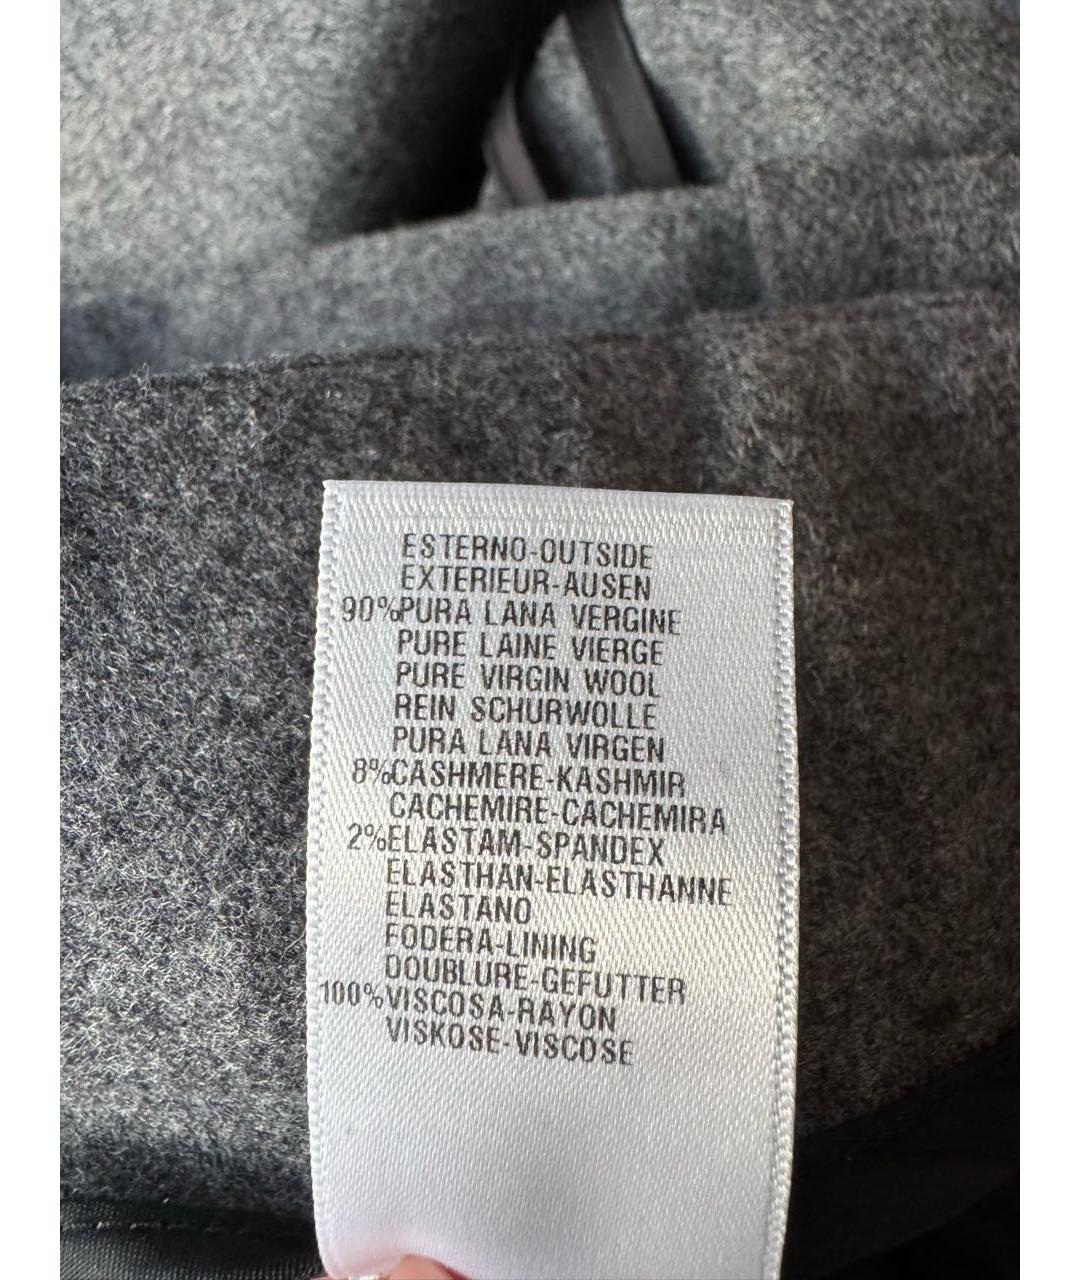 ESTERNO-OUTSIDE
EXTERIEUR-AUSEN
90%PURA LANA VERGINE
PURE LAINE VIERGE
PURE VIRGIN WOOL
REIN SCHURWOLLE
PURA LANA VIRGEN
8%CASHMERE-KASHMIR
CACHEMIRE-CACHEMIRA
2%ELASTAM-SPANDEX
ELASTHAN-ELASTHANNE
ELASTANO
FODERA-LINING
DOUBLURE-GEFUTTER
100%VISCOSA-RAYON
VISKOSE-VISCOSE